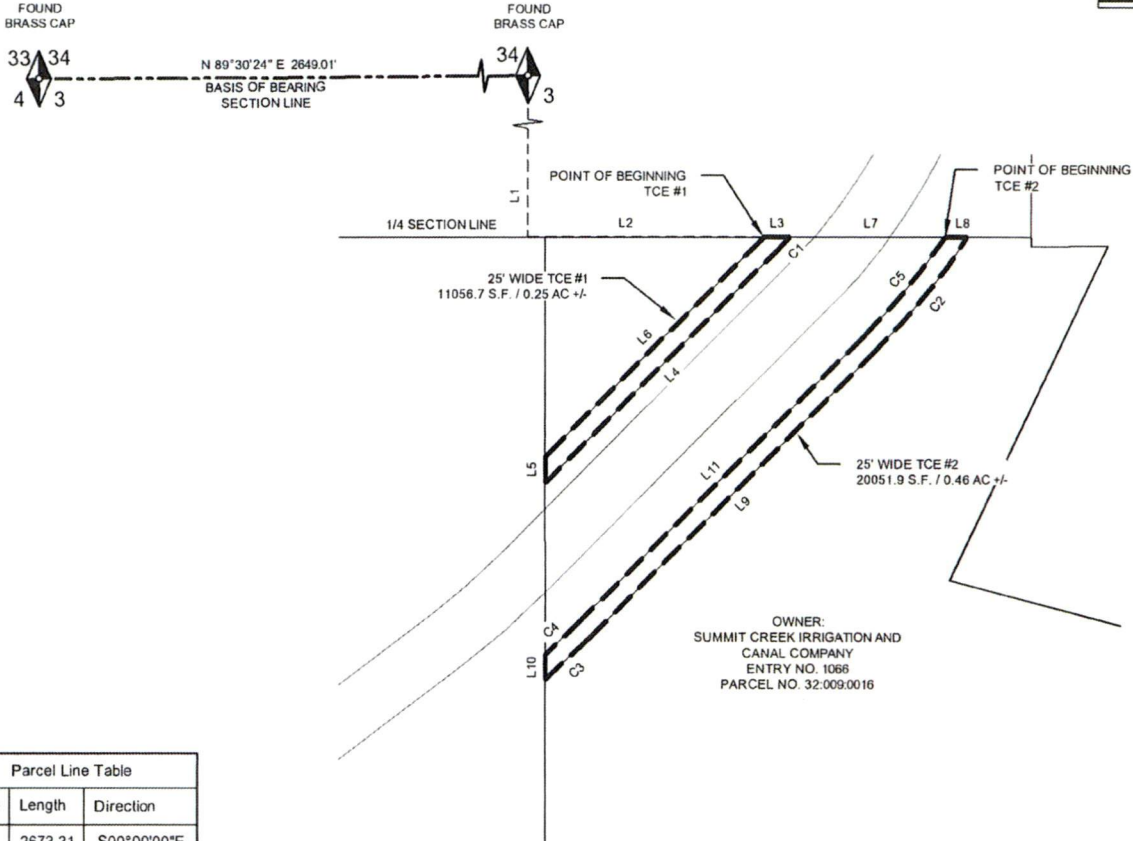 FOUND
BRASS CAP
FOUND
BRASS CAP
33 34
4 3
N 89°30'24" E 2649.01'
BASIS OF BEARING
SECTION LINE
34
3
L1
POINT OF BEGINNING
TCE #1
POINT OF BEGINNING
TCE #2
1/4 SECTION LINE
L2
L3
L7
L8
C1
25' WIDE TCE #1
11056.7 S.F. / 0.25 AC +/-
C5
C2
L6
L4
L5
L11
L9
25' WIDE TCE #2
20051.9 S.F. / 0.46 AC +/-
C4
L10
C3
OWNER:
SUMMIT CREEK IRRIGATION AND
CANAL COMPANY
ENTRY NO. 1066
PARCEL NO. 32:009:0016
Parcel Line Table
Length Direction